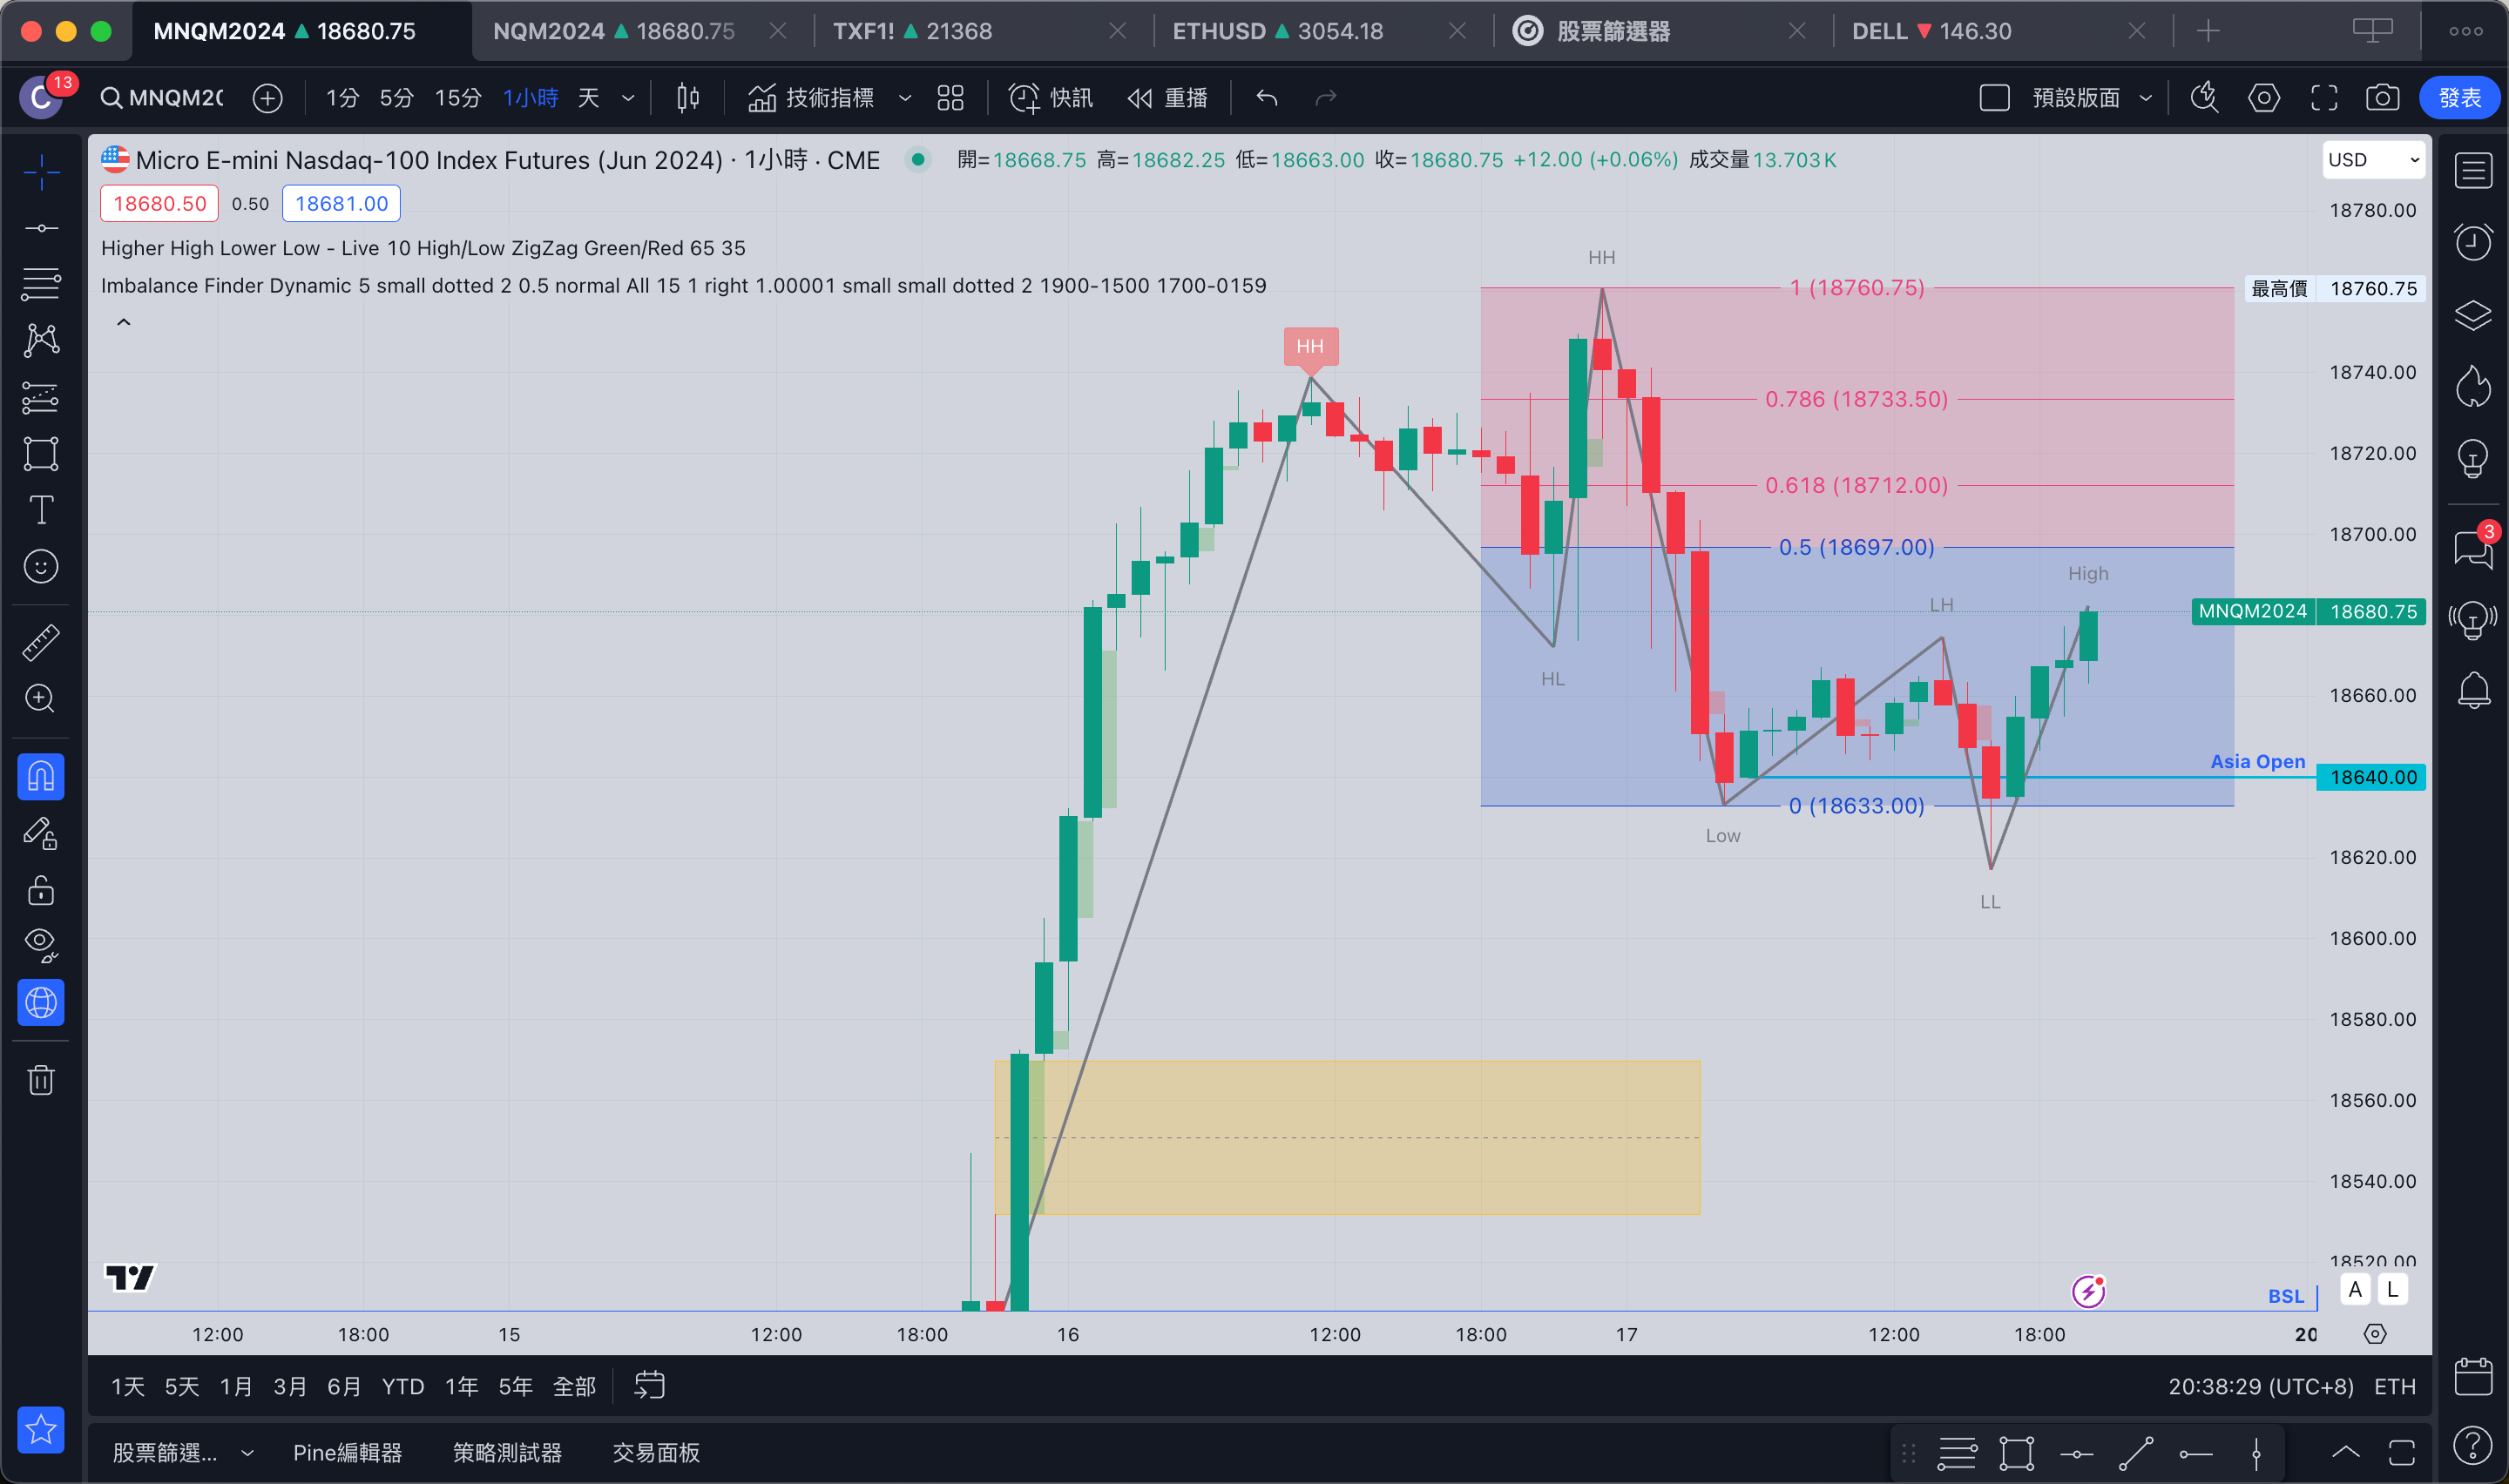 MNQM2024 ▲ 18680.75 NQM2024 ▲ 18680.75 TXF1! ▲ 21368 ETHUSD ▲ 3054.18 股票篩選器 DELL ▼ 146.30
C 13 MNQM20 1分 5分 15分 1小時 天 技術指標 快訊 重播 預設版面 發表
Micro E-mini Nasdaq-100 Index Futures (Jun 2024) · 1小時 · CME 開=18668.75 高=18682.25 低=18663.00 收=18680.75 +12.00 (+0.06%) 成交量13.703K USD
18680.50 0.50 18681.00
18780.00
Higher High Lower Low - Live 10 High/Low ZigZag Green/Red 65 35
HH
Imbalance Finder Dynamic 5 small dotted 2 0.5 normal All 15 1 right 1.00001 small small dotted 2 1900-1500 1700-0159
1 (18760.75) 最高價 18760.75
HH
18740.00
0.786 (18733.50)
18720.00
0.618 (18712.00)
18700.00
3
0.5 (18697.00)
High
LH
MNQM2024 18680.75
HL
18660.00
Asia Open
18640.00
0 (18633.00)
Low
18620.00
LL
18600.00
18580.00
18560.00
18540.00
18520.00
BSL A L
12:00 18:00 15 12:00 18:00 16 12:00 18:00 17 12:00 18:00 20
1天 5天 1月 3月 6月 YTD 1年 5年 全部 20:38:29 (UTC+8) ETH
股票篩選... Pine編輯器 策略測試器 交易面板